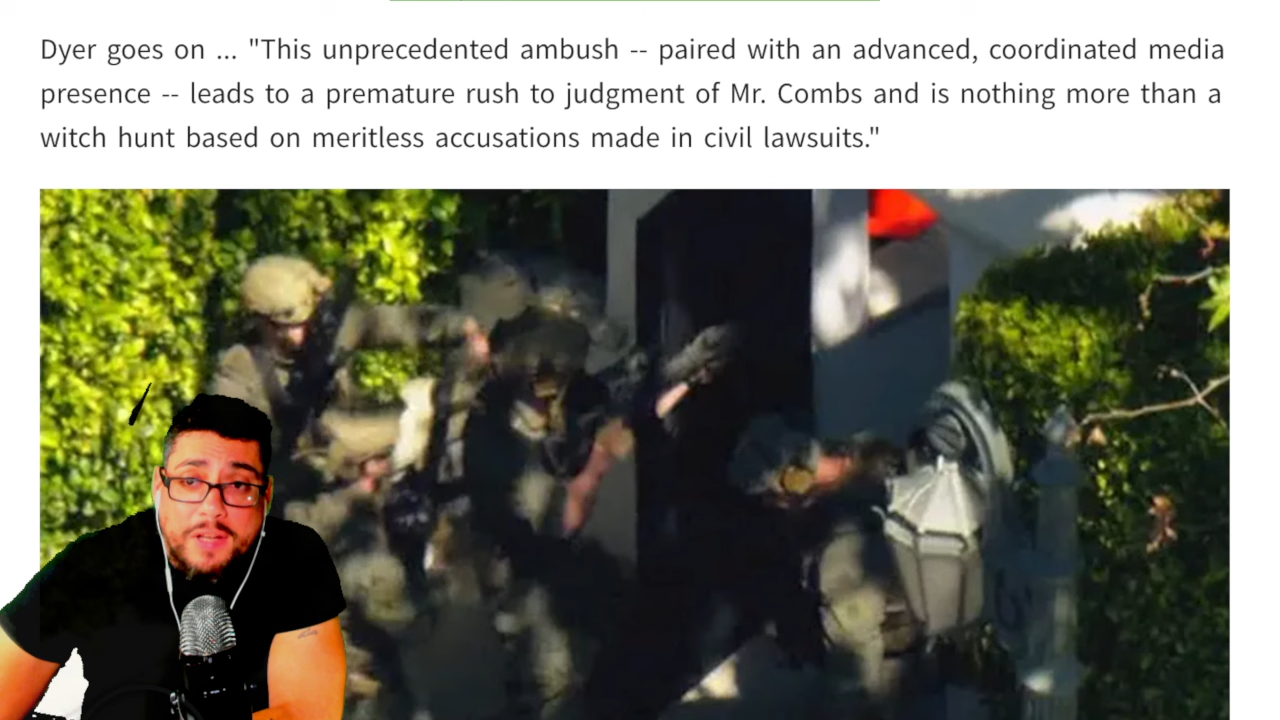 Dyer goes on ... "This unprecedented ambush -- paired with an advanced, coordinated media
presence -- leads to a premature rush to judgment of Mr. Combs and is nothing more than a
witch hunt based on meritless accusations made in civil lawsuits."